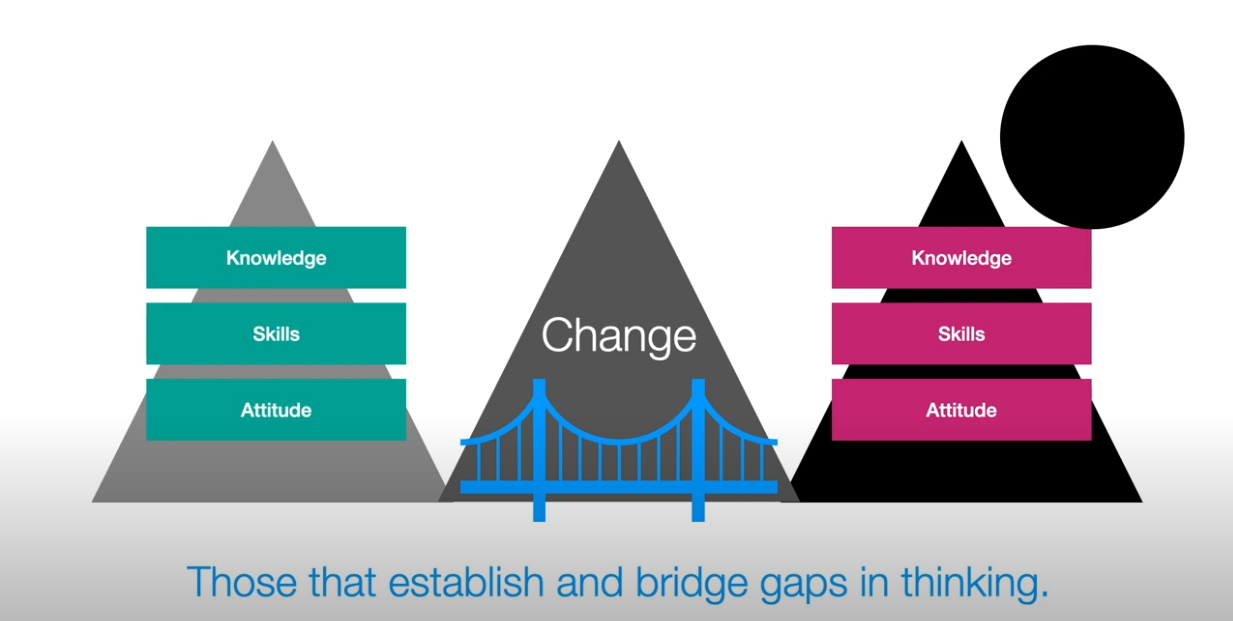 Knowledge
Skills
Attitude
Change
Knowledge
Skills
Attitude
Those that establish and bridge gaps in thinking.